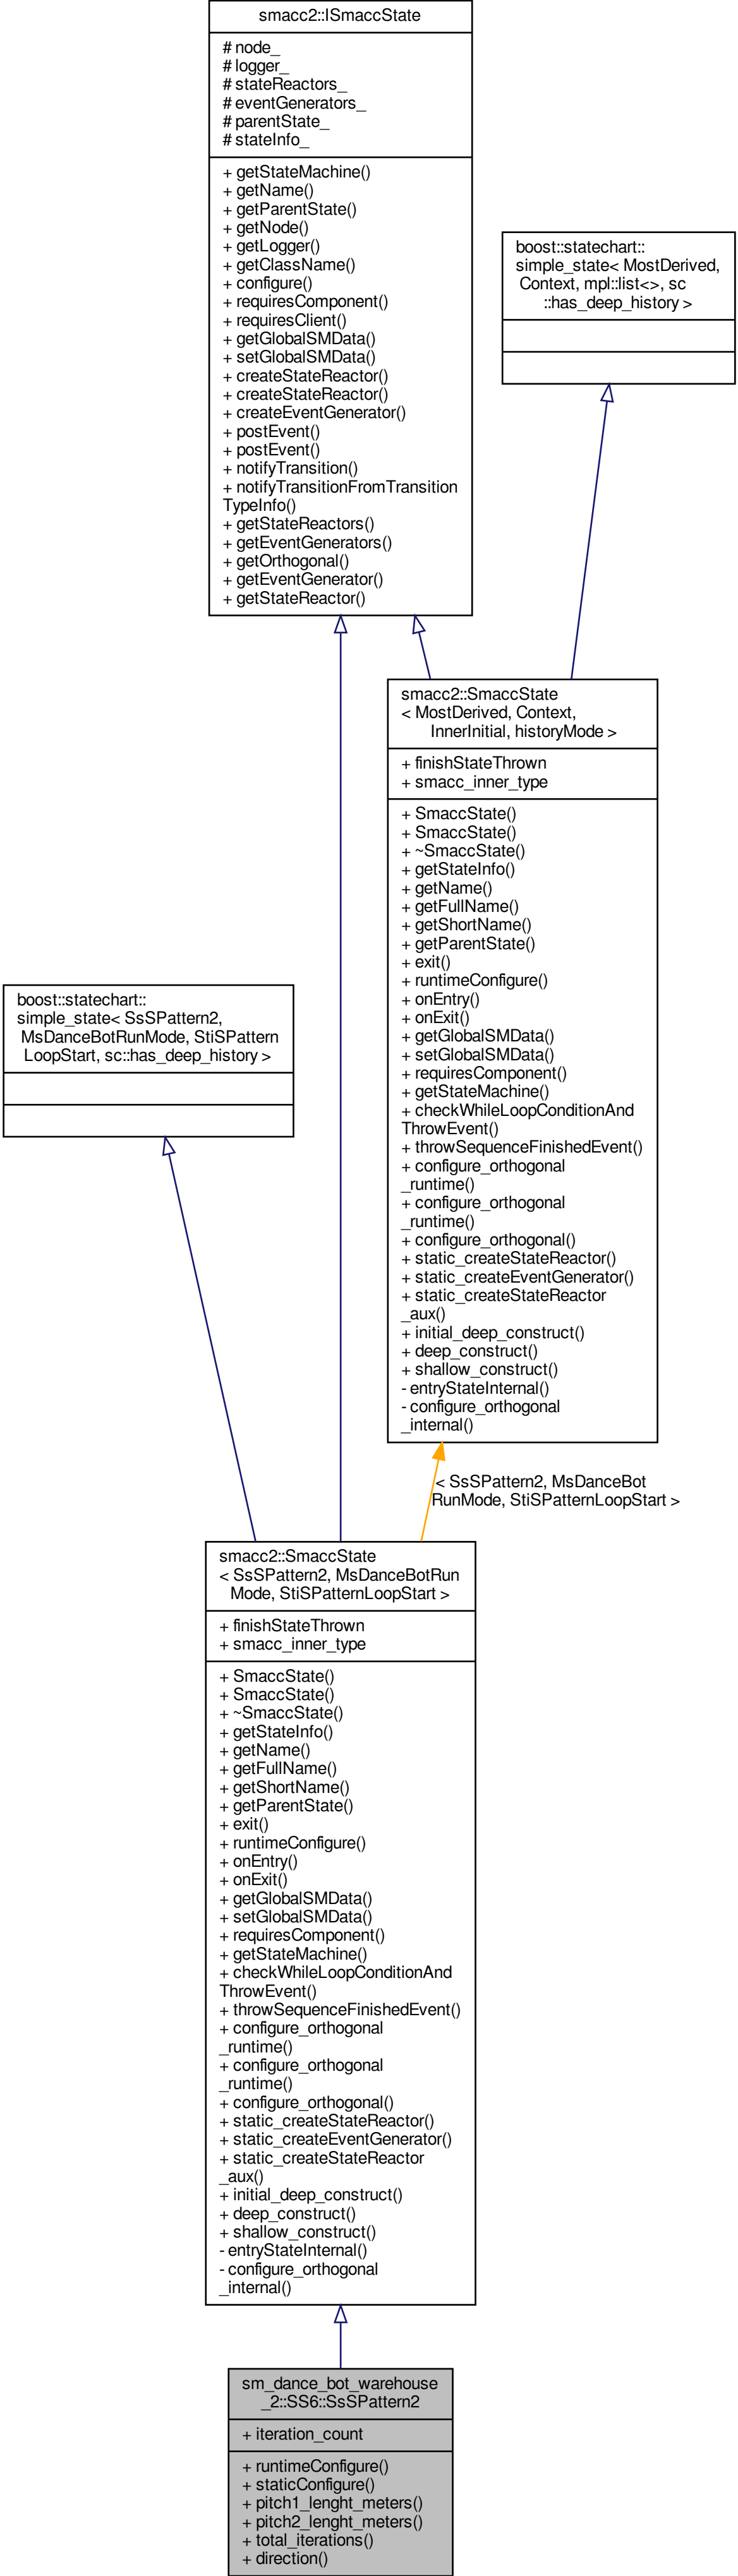 smacc2::ISmaccState
# node_
# logger_
# stateReactors_
# eventGenerators_
# parentState_
# stateInfo_
+ getStateMachine()
+ getName()
+ getParentState()
+ getNode()
+ getLogger()
+ getClassName()
+ configure()
+ requiresComponent()
+ requiresClient()
+ getGlobalSMData()
+ setGlobalSMData()
+ createStateReactor()
+ createStateReactor()
+ createEventGenerator()
+ postEvent()
+ postEvent()
+ notifyTransition()
+ notifyTransitionFromTransition
TypeInfo()
+ getStateReactors()
+ getEventGenerators()
+ getOrthogonal()
+ getEventGenerator()
+ getStateReactor()
boost::statechart::
simple_state< MostDerived,
Context, mpl::list<>, sc
::has_deep_history >
smacc2::SmaccState
< MostDerived, Context,
InnerInitial, historyMode >
+ finishStateThrown
+ smacc_inner_type
+ SmaccState()
+ SmaccState()
+ ~SmaccState()
+ getStateInfo()
+ getName()
+ getFullName()
+ getShortName()
+ getParentState()
+ exit()
+ runtimeConfigure()
+ onEntry()
+ onExit()
+ getGlobalSMData()
+ setGlobalSMData()
+ requiresComponent()
+ getStateMachine()
+ checkWhileLoopConditionAnd
ThrowEvent()
+ throwSequenceFinishedEvent()
+ configure_orthogonal
_runtime()
+ configure_orthogonal
_runtime()
+ configure_orthogonal()
+ static_createStateReactor()
+ static_createEventGenerator()
+ static_createStateReactor
_aux()
+ initial_deep_construct()
+ deep_construct()
+ shallow_construct()
- entryStateInternal()
- configure_orthogonal
_internal()
boost::statechart::
simple_state< SsSPattern2,
MsDanceBotRunMode, StiSPattern
LoopStart, sc::has_deep_history >
< SsSPattern2, MsDanceBot
RunMode, StiSPatternLoopStart >
smacc2::SmaccState
< SsSPattern2, MsDanceBotRun
Mode, StiSPatternLoopStart >
+ finishStateThrown
+ smacc_inner_type
+ SmaccState()
+ SmaccState()
+ ~SmaccState()
+ getStateInfo()
+ getName()
+ getFullName()
+ getShortName()
+ getParentState()
+ exit()
+ runtimeConfigure()
+ onEntry()
+ onExit()
+ getGlobalSMData()
+ setGlobalSMData()
+ requiresComponent()
+ getStateMachine()
+ checkWhileLoopConditionAnd
ThrowEvent()
+ throwSequenceFinishedEvent()
+ configure_orthogonal
_runtime()
+ configure_orthogonal
_runtime()
+ configure_orthogonal()
+ static_createStateReactor()
+ static_createEventGenerator()
+ static_createStateReactor
_aux()
+ initial_deep_construct()
+ deep_construct()
+ shallow_construct()
- entryStateInternal()
- configure_orthogonal
_internal()
sm_dance_bot_warehouse
_2::SS6::SsSPattern2
+ iteration_count
+ runtimeConfigure()
+ staticConfigure()
+ pitch1_lenght_meters()
+ pitch2_lenght_meters()
+ total_iterations()
+ direction()